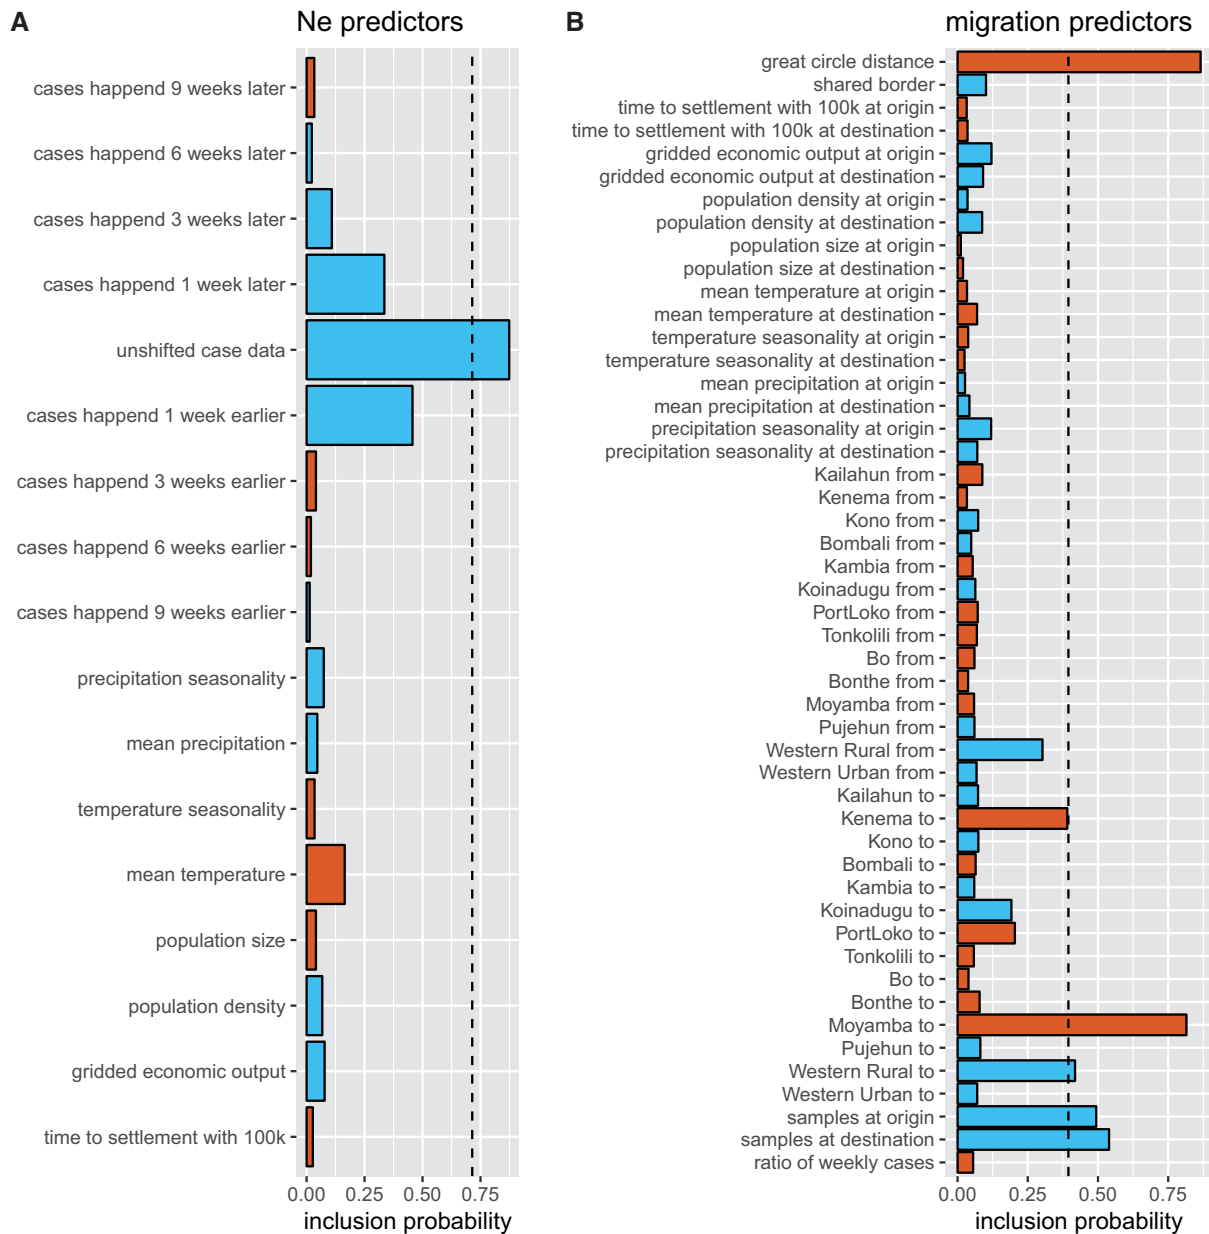 A
Ne predictors
cases happend 9 weeks later
cases happend 6 weeks later
cases happend 3 weeks later
cases happend 1 week later
unshifted case data
cases happend 1 week earlier
cases happend 3 weeks earlier
cases happend 6 weeks earlier
cases happend 9 weeks earlier
precipitation seasonality
mean precipitation
temperature seasonality
mean temperature
population size
population density
gridded economic output
time to settlement with 100k
0.00 0.25 0.50 0.75
inclusion probability
B
migration predictors
great circle distance
shared border
time to settlement with 100k at origin
time to settlement with 100k at destination
gridded economic output at origin
gridded economic output at destination
population density at origin
population density at destination
population size at origin
population size at destination
mean temperature at origin
mean temperature at destination
temperature seasonality at origin
temperature seasonality at destination
mean precipitation at origin
mean precipitation at destination
precipitation seasonality at origin
precipitation seasonality at destination
Kailahun from
Kenema from
Kono from
Bombali from
Kambia from
Koinadugu from
PortLoko from
Tonkolili from
Bo from
Bonthe from
Moyamba from
Pujehun from
Western Rural from
Western Urban from
Kailahun to
Kenema to
Kono to
Bombali to
Kambia to
Koinadugu to
PortLoko to
Tonkolili to
Bo to
Bonthe to
Moyamba to
Pujehun to
Western Rural to
Western Urban to
samples at origin
samples at destination
ratio of weekly cases
0.00 0.25 0.50 0.75
inclusion probability